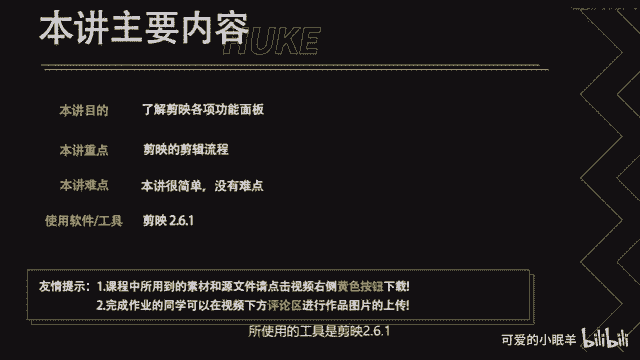 本讲主要内容
HUKE
本讲目的 了解剪映各项功能面板
本讲重点 剪映的剪辑流程
本讲难点 本讲很简单，没有难点
使用软件/工具 剪映 2.6.1
友情提示：1.课程中所用到的素材和源文件请点击视频右侧黄色按钮下载!
2.完成作业的同学可以在视频下方评论区进行作品图片的上传!
所使用的工具是剪映2.6.1
可爱的小眠羊 bilibili